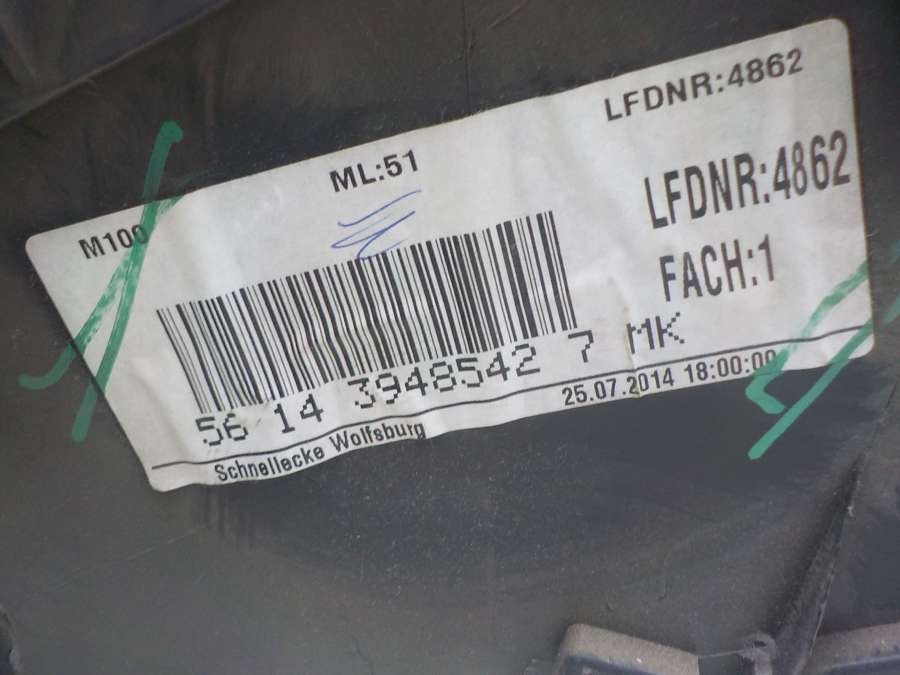 LFDNR:4862
ML:51
LFDNR:4862
M100
FACH:1
56 14 3948542 7 MK
25.07.2014 18:00:00
Schnellecke Wolfsburg